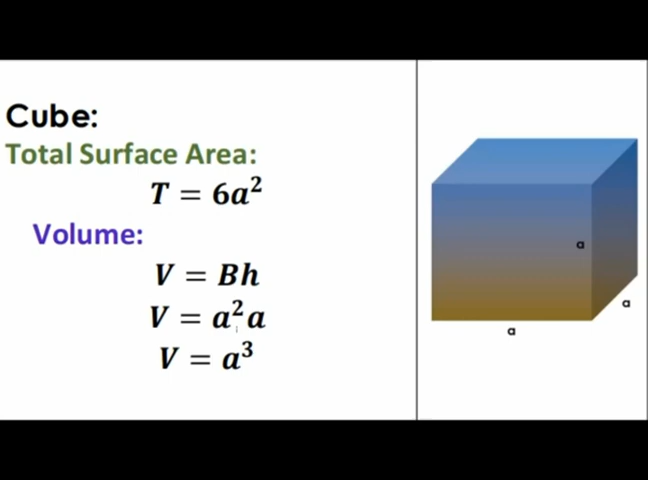 Cube:
Total Surface Area:
T = 6a²
Volume:
V = Bh
V = a²a
V = a³
a
a
a